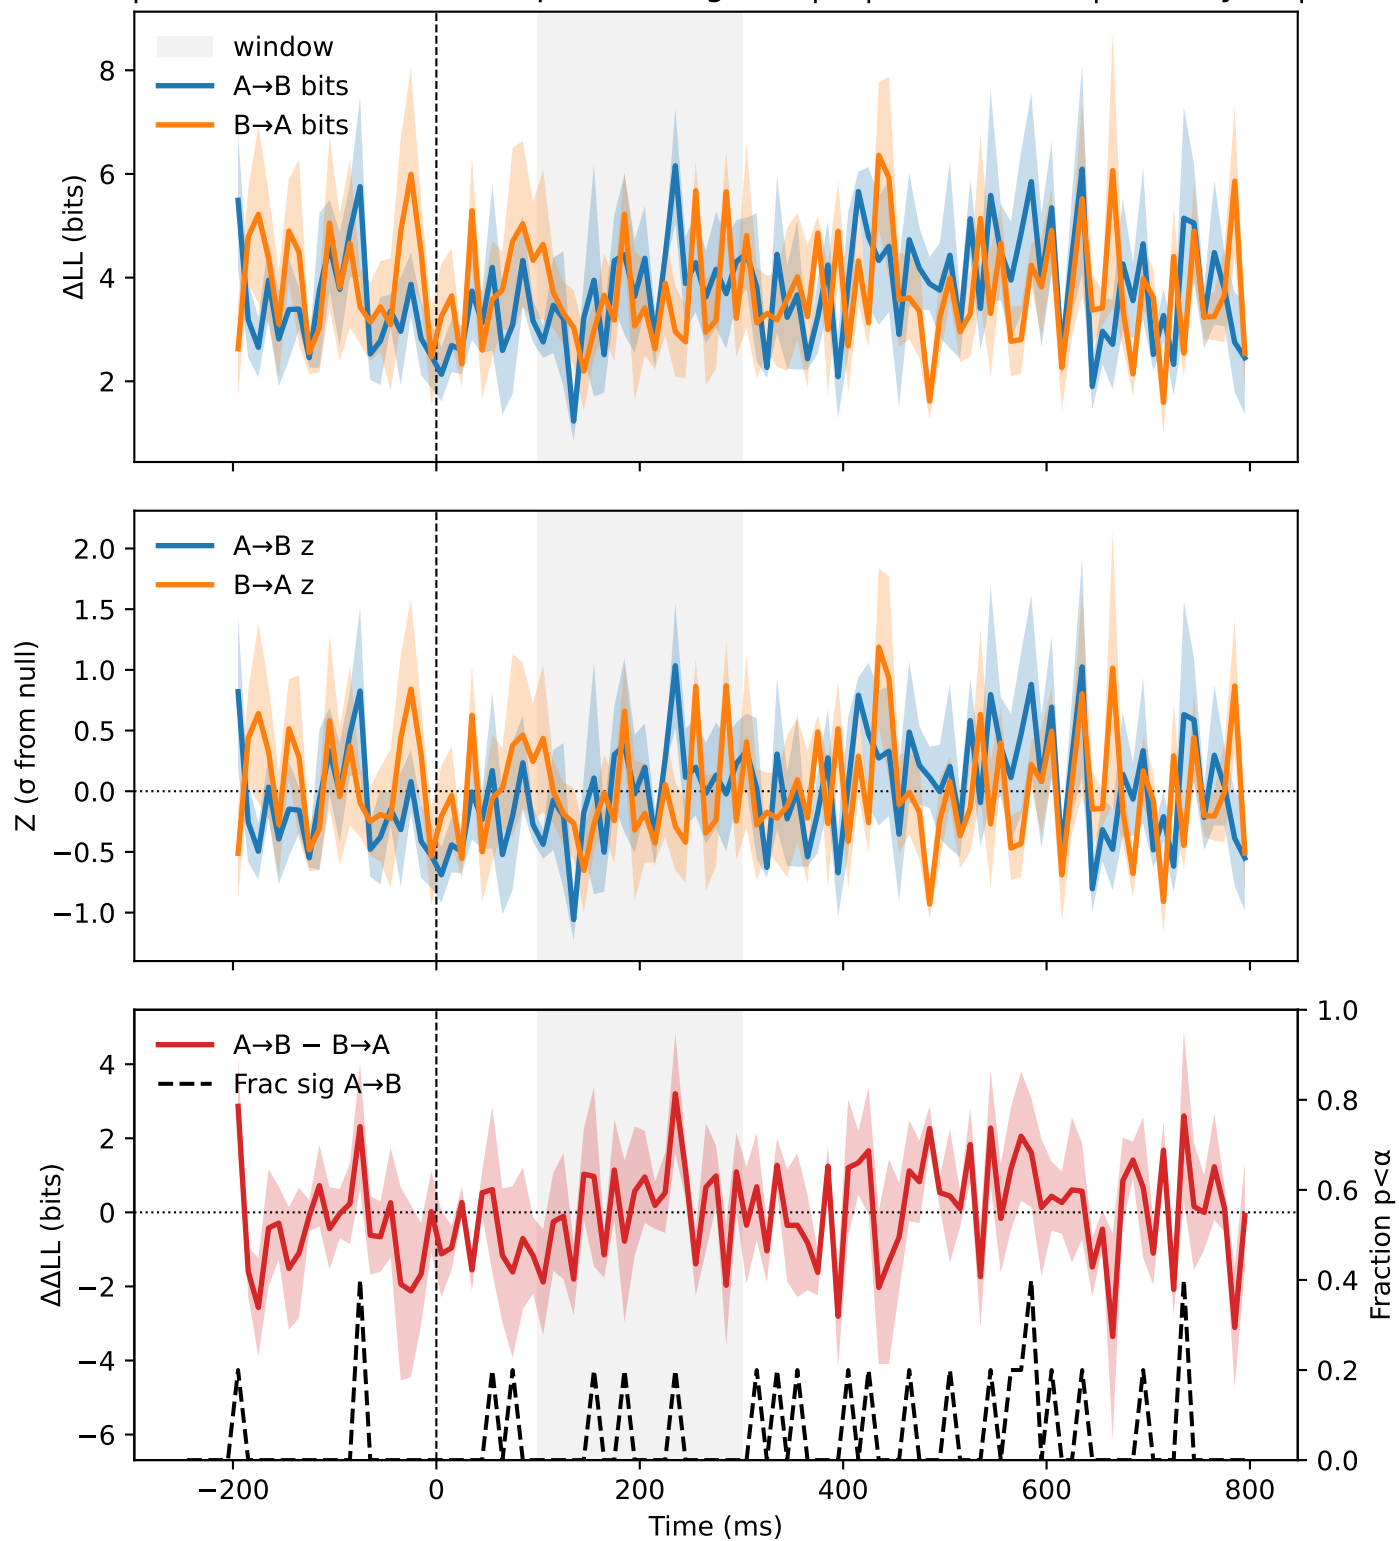 window
A→B bits
B→A bits
8
6
4
2
ΔLL (bits)
A→B z
B→A z
2.0
1.5
1.0
0.5
0.0
−0.5
−1.0
Z (σ from null)
A→B − B→A
Frac sig A→B
4
2
0
−2
−4
−6
ΔΔLL (bits)
1.0
0.8
0.6
0.4
0.2
0.0
Fraction p<α
−200
0
200
400
600
800
Time (ms)